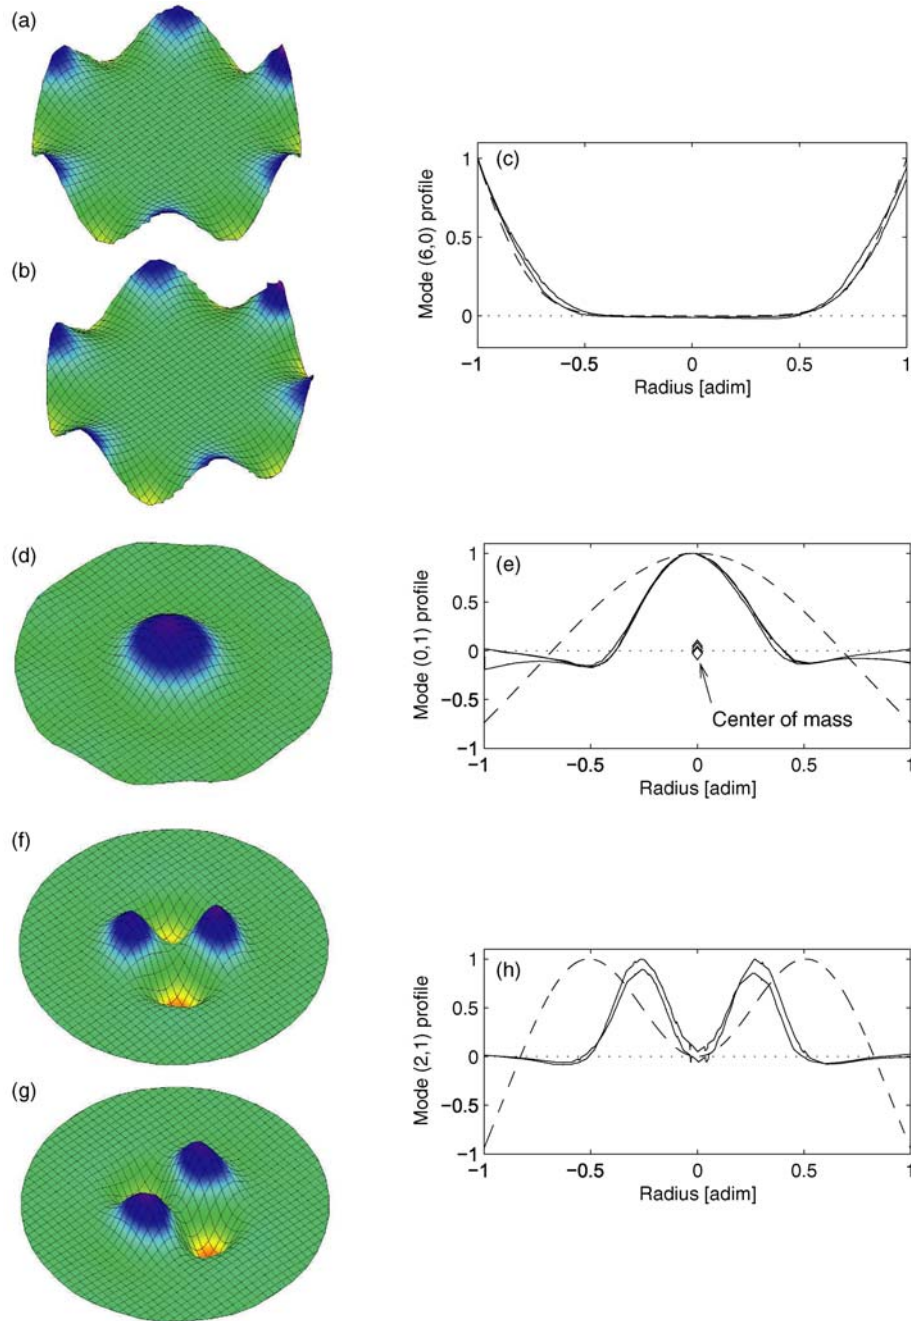 (a)
(b)
(c)
1
0.5
0
Mode (6,0) profile
−1
−0.5
0
0.5
1
Radius [adim]
(d)
(e)
1
0.5
0
−0.5
−1
Mode (0,1) profile
Center of mass
−1
−0.5
0
0.5
1
Radius [adim]
(f)
(g)
(h)
1
0.5
0
−0.5
−1
Mode (2,1) profile
−1
−0.5
0
0.5
1
Radius [adim]